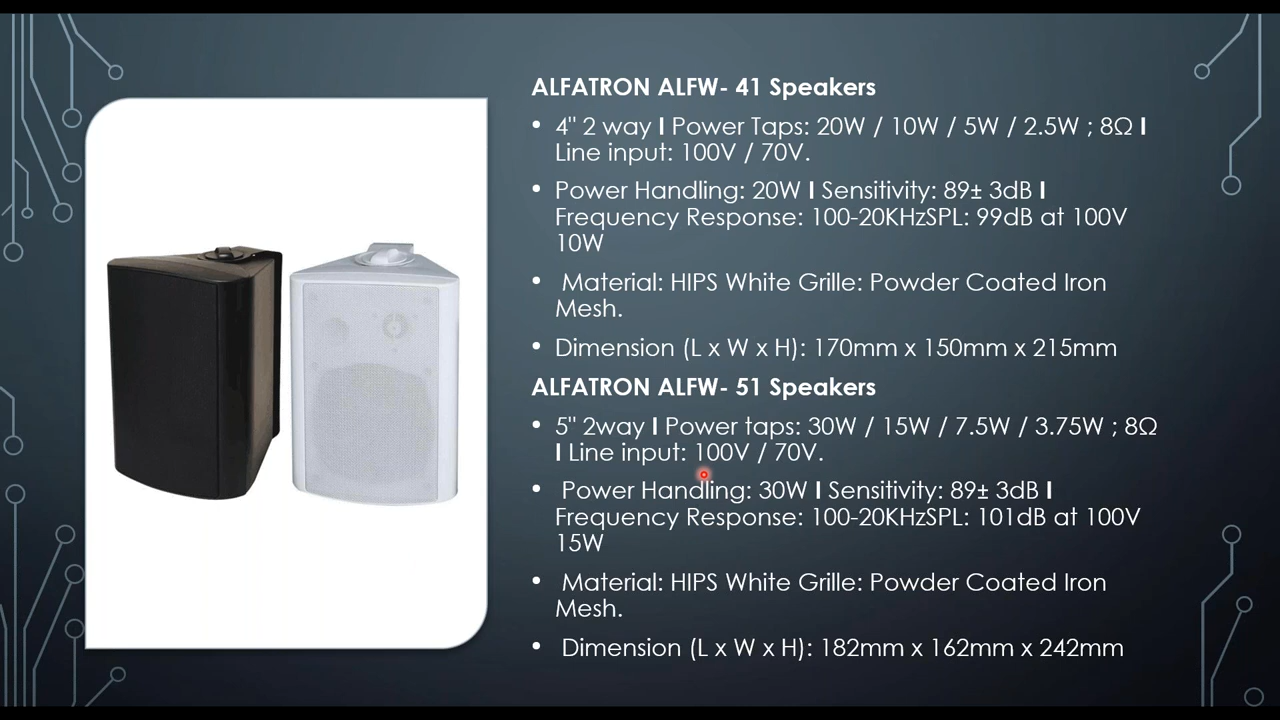 ALFATRON ALFW- 41 Speakers
• 4" 2 way I Power Taps: 20W / 10W / 5W / 2.5W ; 8Ω I
Line input: 100V / 70V.
• Power Handling: 20W I Sensitivity: 89± 3dB I
Frequency Response: 100-20KHzSPL: 99dB at 100V
10W
• Material: HIPS White Grille: Powder Coated Iron
Mesh.
• Dimension (L x W x H): 170mm x 150mm x 215mm
ALFATRON ALFW- 51 Speakers
• 5" 2way I Power taps: 30W / 15W / 7.5W / 3.75W ; 8Ω
I Line input: 100V / 70V.
• Power Handling: 30W I Sensitivity: 89± 3dB I
Frequency Response: 100-20KHzSPL: 101dB at 100V
15W
• Material: HIPS White Grille: Powder Coated Iron
Mesh.
• Dimension (L x W x H): 182mm x 162mm x 242mm